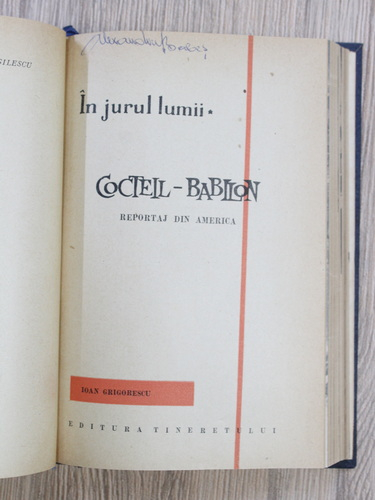 GILESCU
În jurul lumii *
COCTEIL - BABILON
REPORTAJ DIN AMERICA
IOAN GRIGORESCU
EDITURA TINERETULUI